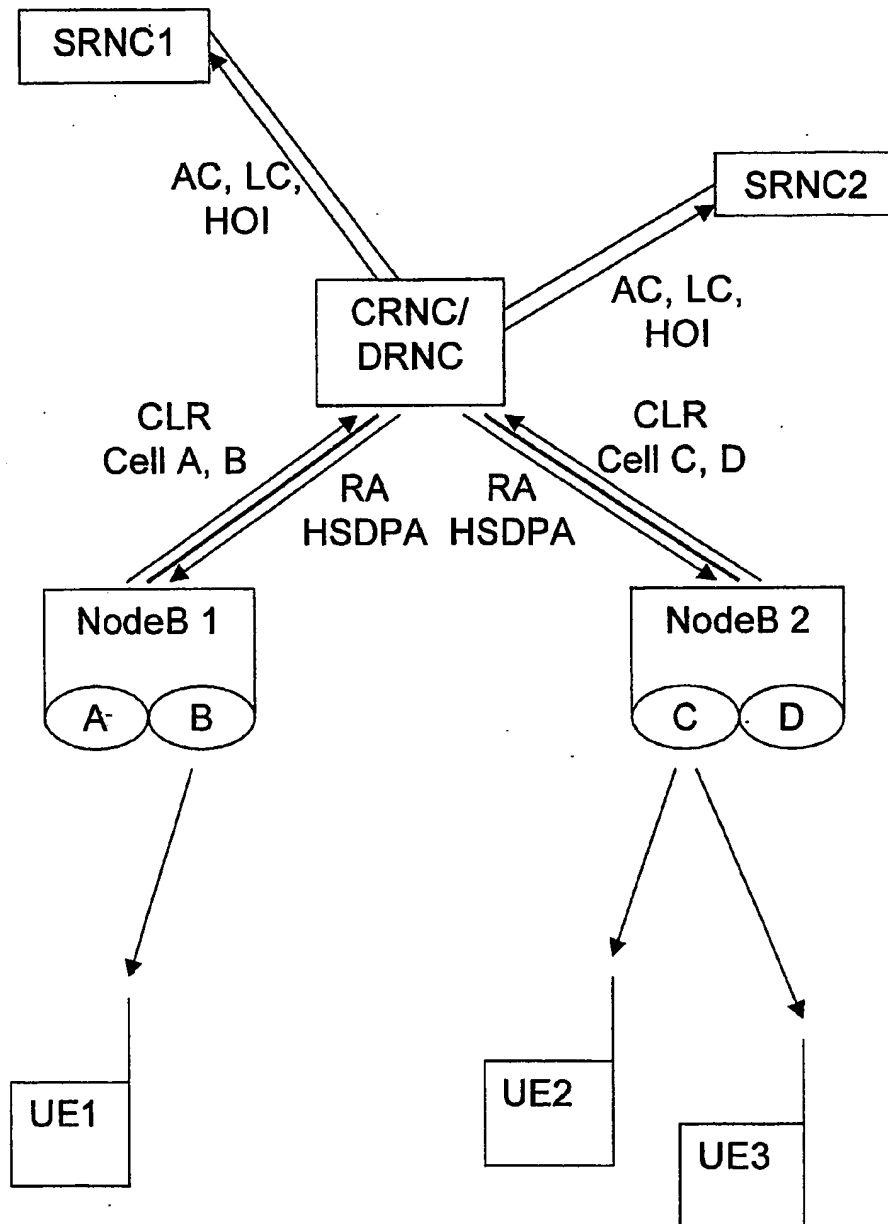 SRNC1
AC, LC,
HOI
SRNC2
AC, LC,
HOI
CRNC/
DRNC
CLR
Cell A, B
CLR
Cell C, D
RA
HSDPA
RA
HSDPA
NodeB 1
A
B
NodeB 2
C
D
UE1
UE2
UE3